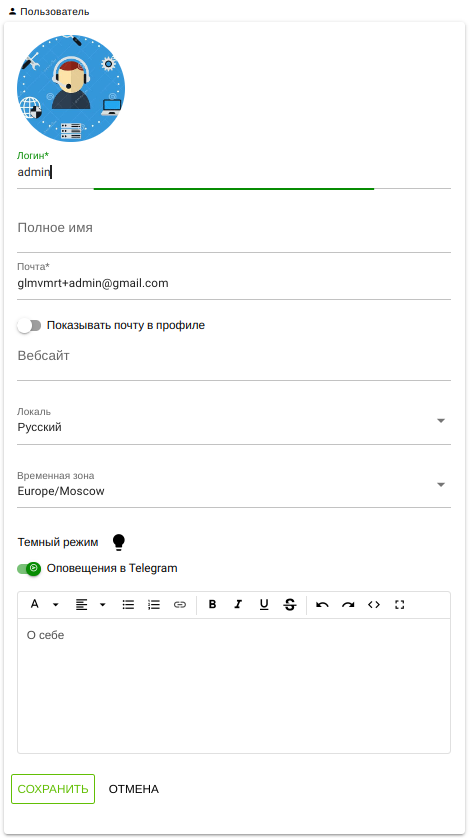 Пользователь
Логин*
admin
Полное имя
Почта*
glmvmrt+admin@gmail.com
Показывать почту в профиле
Вебсайт
Локаль
Русский
Временная зона
Europe/Moscow
Темный режим
Оповещения в Telegram
A B I U S
О себе
СОХРАНИТЬ ОТМЕНА